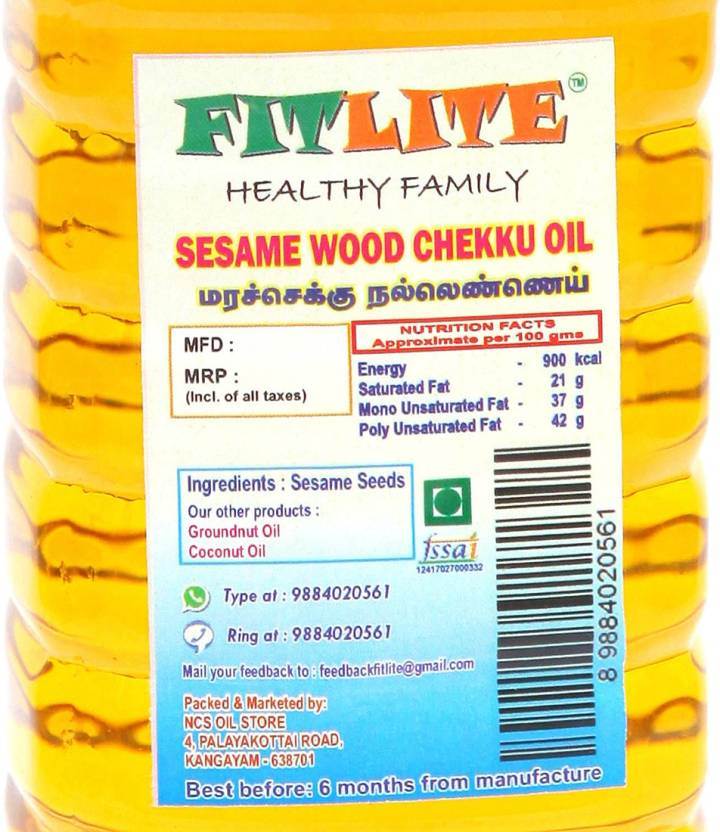 FITLITE™
HEALTHY FAMILY
SESAME WOOD CHEKKU OIL
மரச்செக்கு நல்லெண்ணெய்
MFD :
MRP :
(Incl. of all taxes)
NUTRITION FACTS
Approximate per 100 gms
Energy - 900 kcal
Saturated Fat - 21 g
Mono Unsaturated Fat - 37 g
Poly Unsaturated Fat - 42 g
Ingredients : Sesame Seeds
Our other products :
Groundnut Oil
Coconut Oil
fssai
12417027000332
Type at : 9884020561
Ring at : 9884020561
Mail your feedback to : feedbackfitlite@gmail.com
Packed & Marketed by:
NCS OIL STORE
4, PALAYAKOTTAI ROAD,
KANGAYAM - 638701
8 9884020561
Best before: 6 months from manufacture